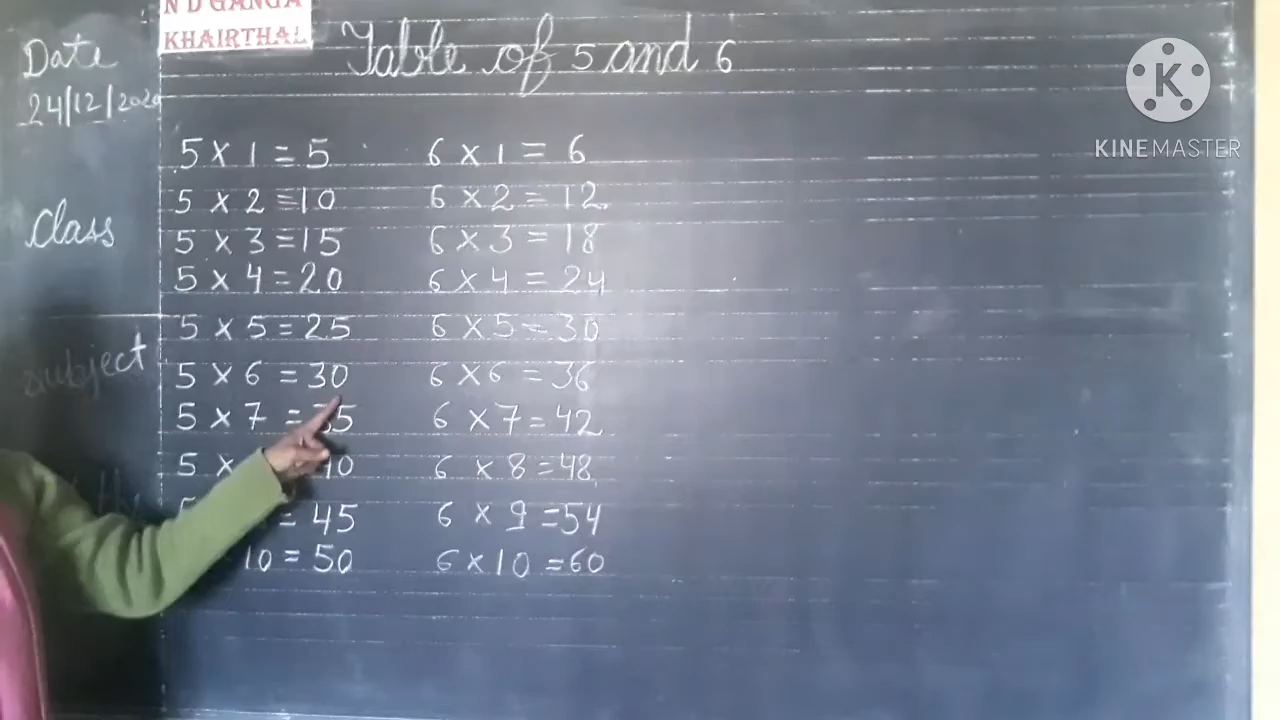 N D GANGA
KHAIRTHAL
Table of 5 and 6
Date
24/12/2020
Class
Subject
5 x 1 = 5
5 x 2 = 10
5 x 3 = 15
5 x 4 = 20
5 x 5 = 25
5 x 6 = 30
5 x 7 = 35
5 x 40
5 = 45
10 = 50
6 x 1 = 6
6 x 2 = 12
6 x 3 = 18
6 x 4 = 24
6 x 5 = 30
6 x 6 = 36
6 x 7 = 42
6 x 8 = 48
6 x 9 = 54
6 x 10 = 60
KINEMASTER